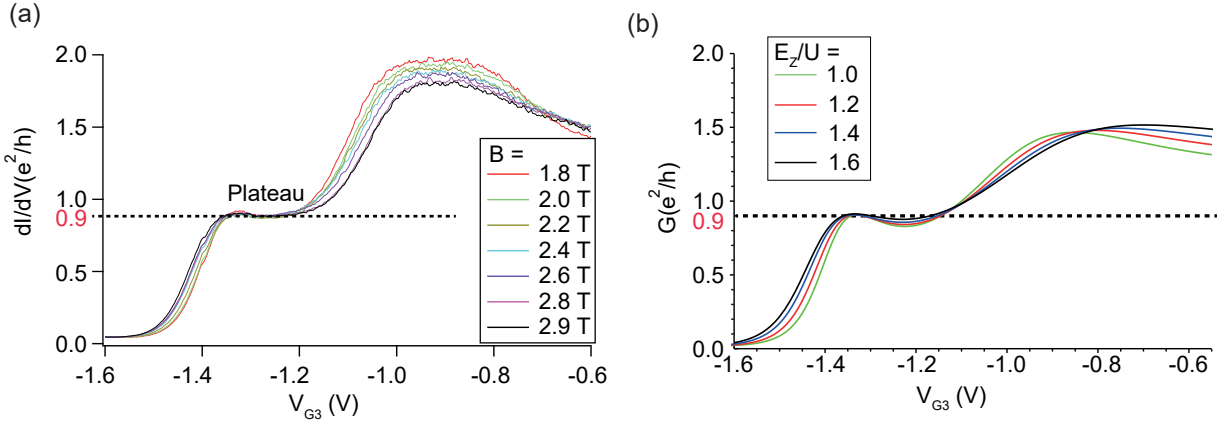 (a)
2.0
1.5
1.0
0.9
0.5
0.0
dI/dV(e²/h)
Plateau
B =
1.8 T
2.0 T
2.2 T
2.4 T
2.6 T
2.8 T
2.9 T
-1.6 -1.4 -1.2 -1.0 -0.8 -0.6
V_G3 (V)
(b)
2.0
1.5
1.0
0.9
0.5
0.0
G(e²/h)
E_Z/U =
1.0
1.2
1.4
1.6
-1.6 -1.4 -1.2 -1.0 -0.8 -0.6
V_G3 (V)